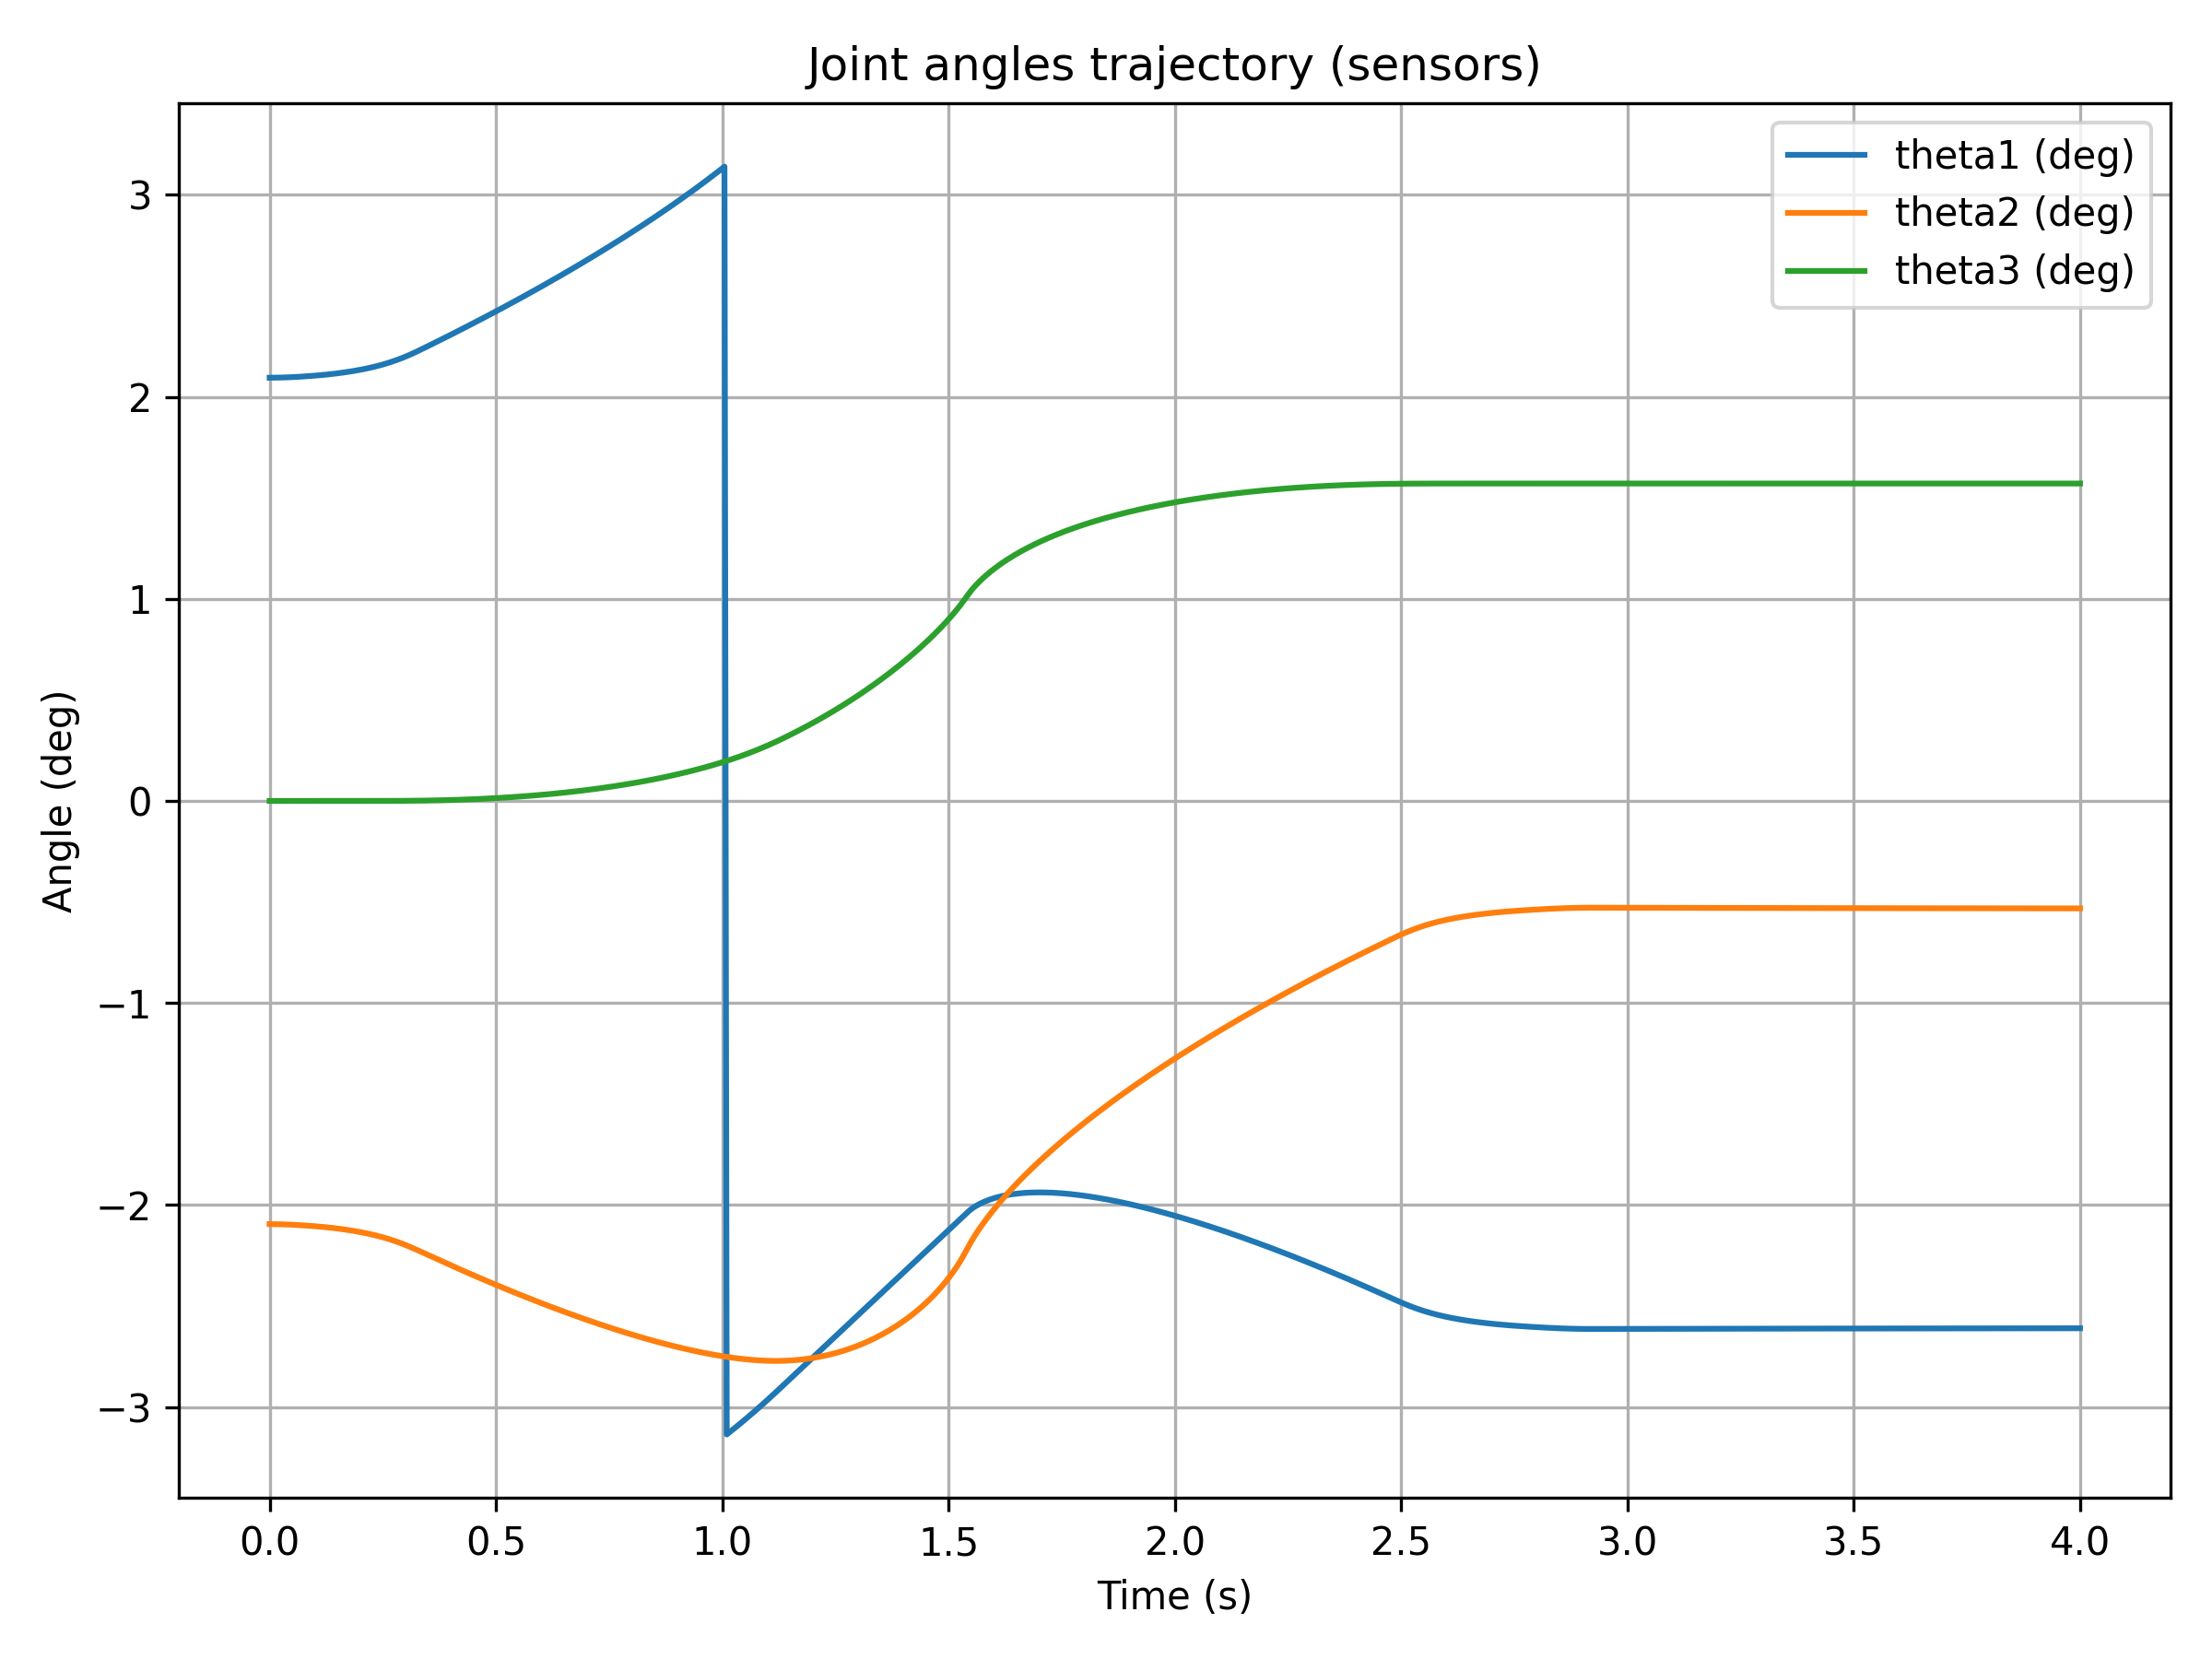 Joint angles trajectory (sensors)
theta1 (deg)
theta2 (deg)
theta3 (deg)
Angle (deg)
3
2
1
0
−1
−2
−3
0.0 0.5 1.0 1.5 2.0 2.5 3.0 3.5 4.0
Time (s)